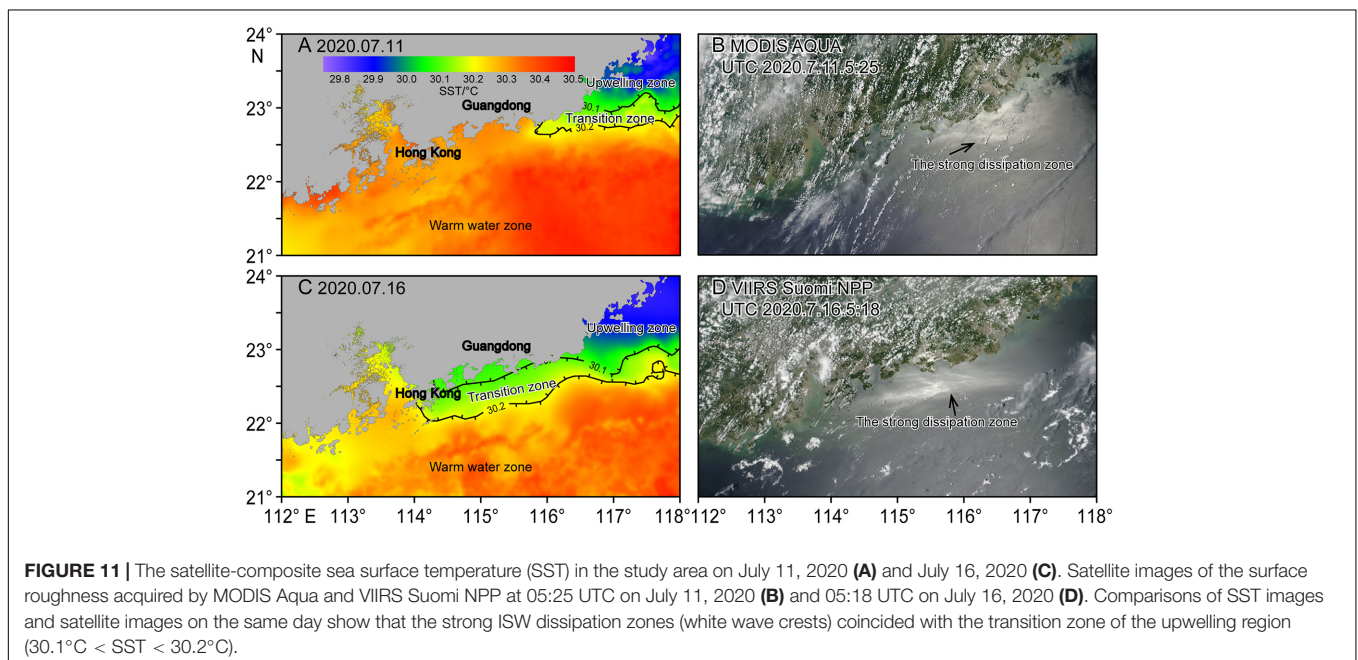 24°
N
23°
22°
21°
A 2020.07.11
29.8 29.9 30.0 30.1 30.2 30.3 30.4 30.5
SST/°C
Upwelling zone
Guangdong
30.1
Transition zone
30.2
Hong Kong
Warm water zone
B MODIS AQUA
UTC 2020.7.11.5:25
The strong dissipation zone
24°
23°
22°
21°
C 2020.07.16
Upwelling zone
Guangdong
30.1
Hong Kong
Transition zone
30.2
Warm water zone
112° E 113° 114° 115° 116° 117° 118°
D VIIRS Suomi NPP
UTC 2020.7.16.5:18
The strong dissipation zone
112° 113° 114° 115° 116° 117° 118°
FIGURE 11 | The satellite-composite sea surface temperature (SST) in the study area on July 11, 2020 (A) and July 16, 2020 (C). Satellite images of the surface
roughness acquired by MODIS Aqua and VIIRS Suomi NPP at 05:25 UTC on July 11, 2020 (B) and 05:18 UTC on July 16, 2020 (D). Comparisons of SST images
and satellite images on the same day show that the strong ISW dissipation zones (white wave crests) coincided with the transition zone of the upwelling region
(30.1°C < SST < 30.2°C).